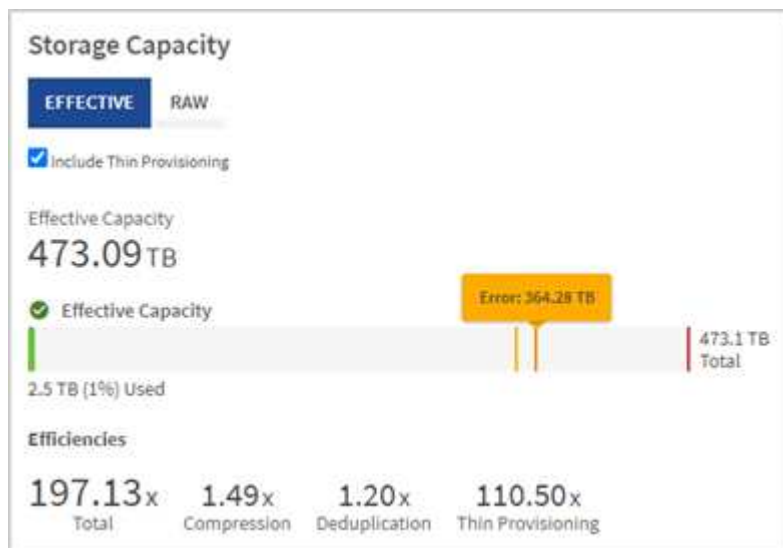 Storage Capacity
EFFECTIVE RAW
Include Thin Provisioning
Effective Capacity
473.09 TB
Error: 364.28 TB
Effective Capacity
473.1 TB
Total
2.5 TB (1%) Used
Efficiencies
197.13x 1.49x 1.20x 110.50x
Total Compression Deduplication Thin Provisioning